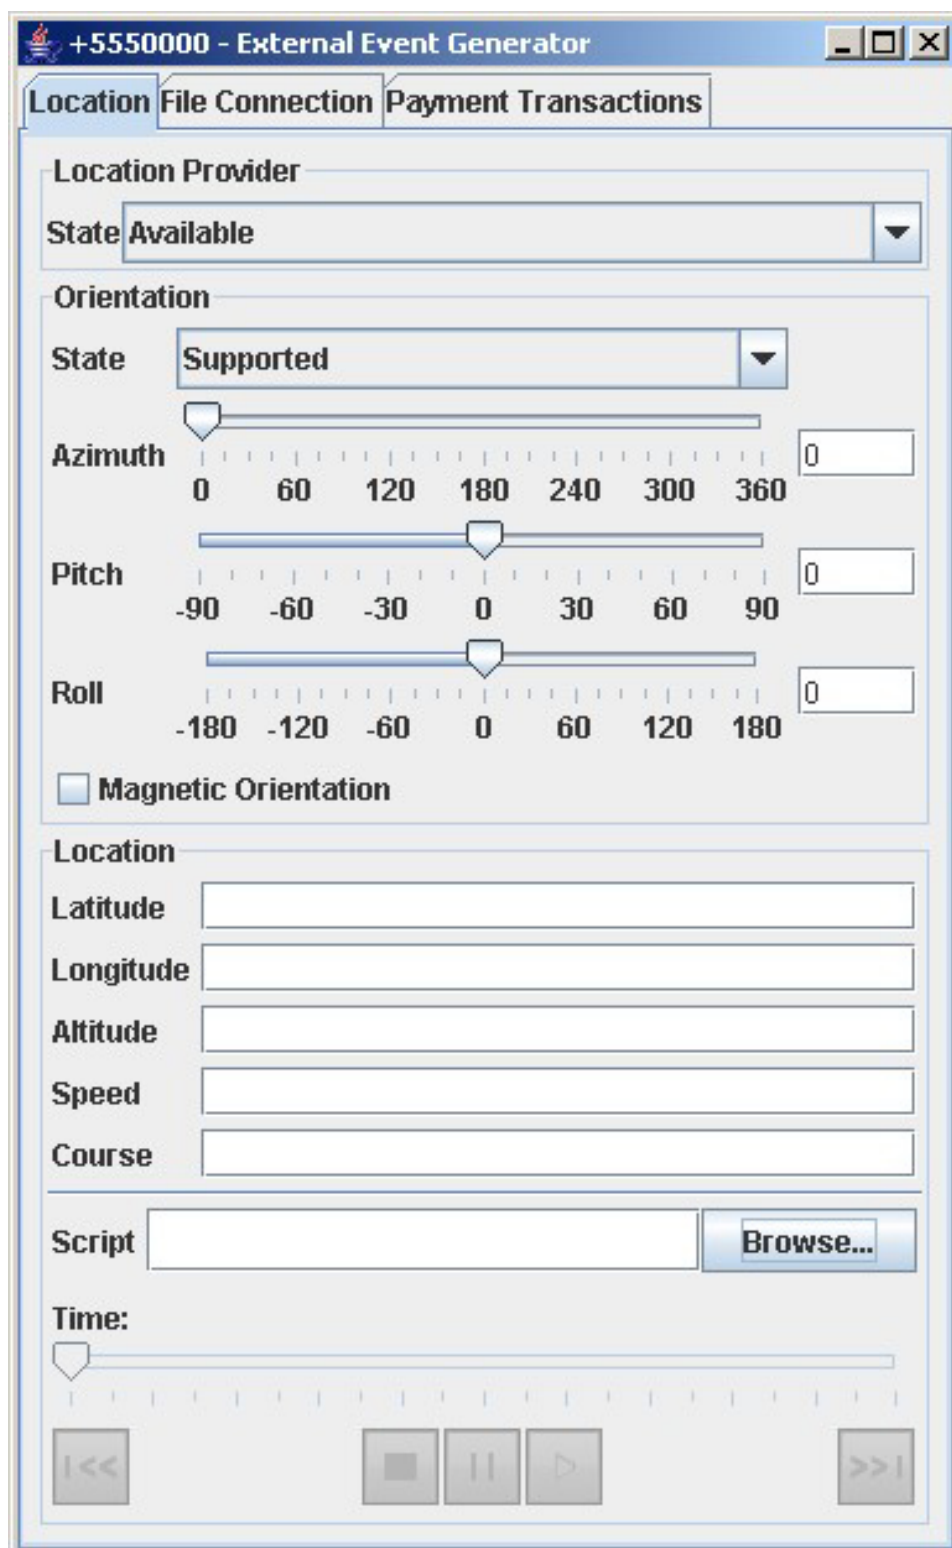 +5550000 - External Event Generator
Location File Connection Payment Transactions
Location Provider
State Available
Orientation
State Supported
Azimuth 0
0 60 120 180 240 300 360
Pitch 0
-90 -60 -30 0 30 60 90
Roll 0
-180 -120 -60 0 60 120 180
Magnetic Orientation
Location
Latitude
Longitude
Altitude
Speed
Course
Script Browse...
Time:
I<< >>I